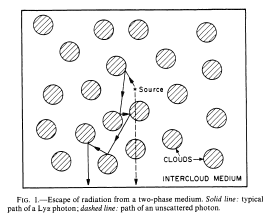 Source
CLOUDS
INTERCLOUD MEDIUM
FIG. 1.—Escape of radiation from a two-phase medium. Solid line: typical
path of a Lyα photon; dashed line: path of an unscattered photon.